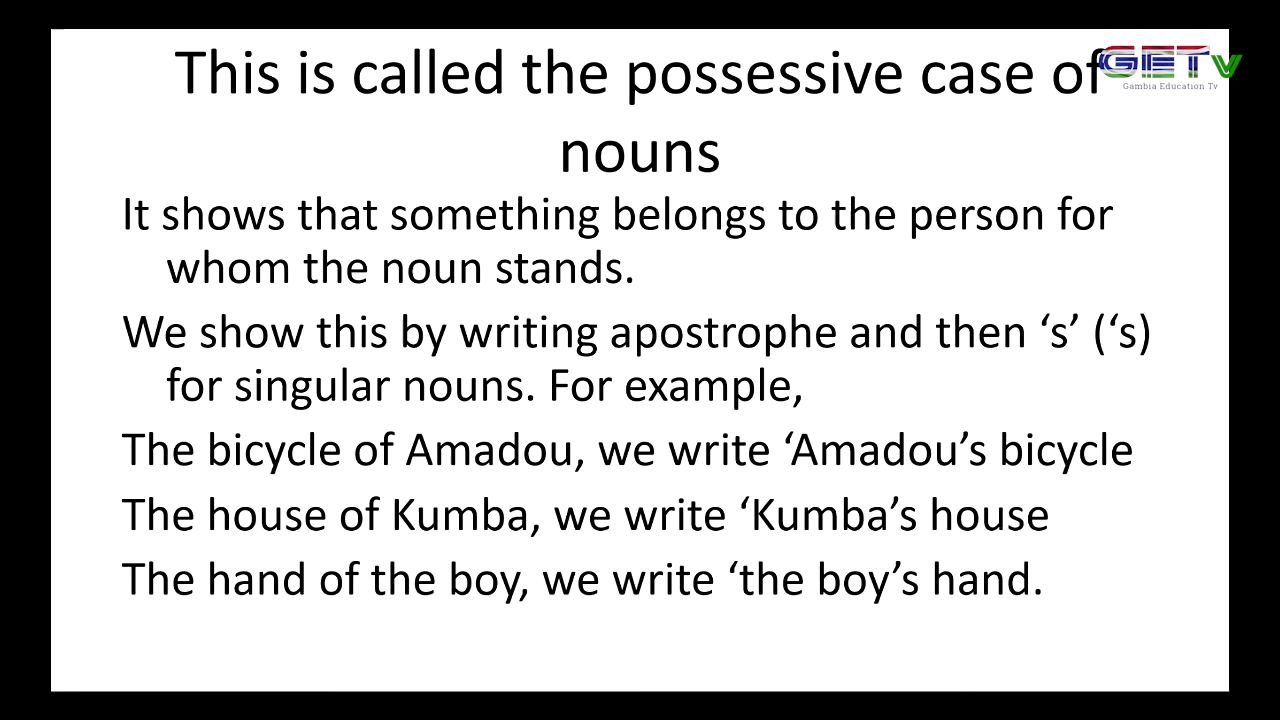 This is called the possessive case of
GETv
Gambia Education Tv
nouns
It shows that something belongs to the person for
whom the noun stands.
We show this by writing apostrophe and then ‘s’ (‘s)
for singular nouns. For example,
The bicycle of Amadou, we write ‘Amadou’s bicycle
The house of Kumba, we write ‘Kumba’s house
The hand of the boy, we write ‘the boy’s hand.